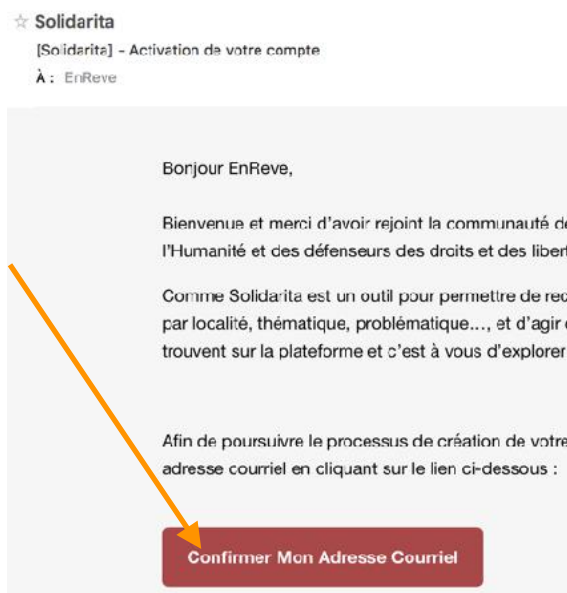 Solidarita
[Solidarita] - Activation de votre compte
À : EnReve
Bonjour EnReve,
Bienvenue et merci d'avoir rejoint la communauté de
l'Humanité et des défenseurs des droits et des libert
Comme Solidarita est un outil pour permettre de rec
par localité, thématique, problématique..., et d'agir
trouvent sur la plateforme et c'est à vous d'explorer
Afin de poursuivre le processus de création de votre
adresse courriel en cliquant sur le lien ci-dessous :
Confirmer Mon Adresse Courriel